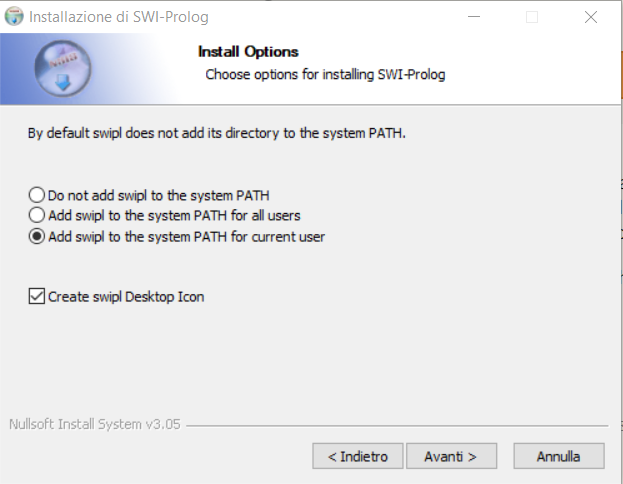 Installazione di SWI-Prolog
Install Options
Choose options for installing SWI-Prolog
By default swipl does not add its directory to the system PATH.
Do not add swipl to the system PATH
Add swipl to the system PATH for all users
Add swipl to the system PATH for current user
Create swipl Desktop Icon
Nullsoft Install System v3.05
< Indietro
Avanti >
Annulla